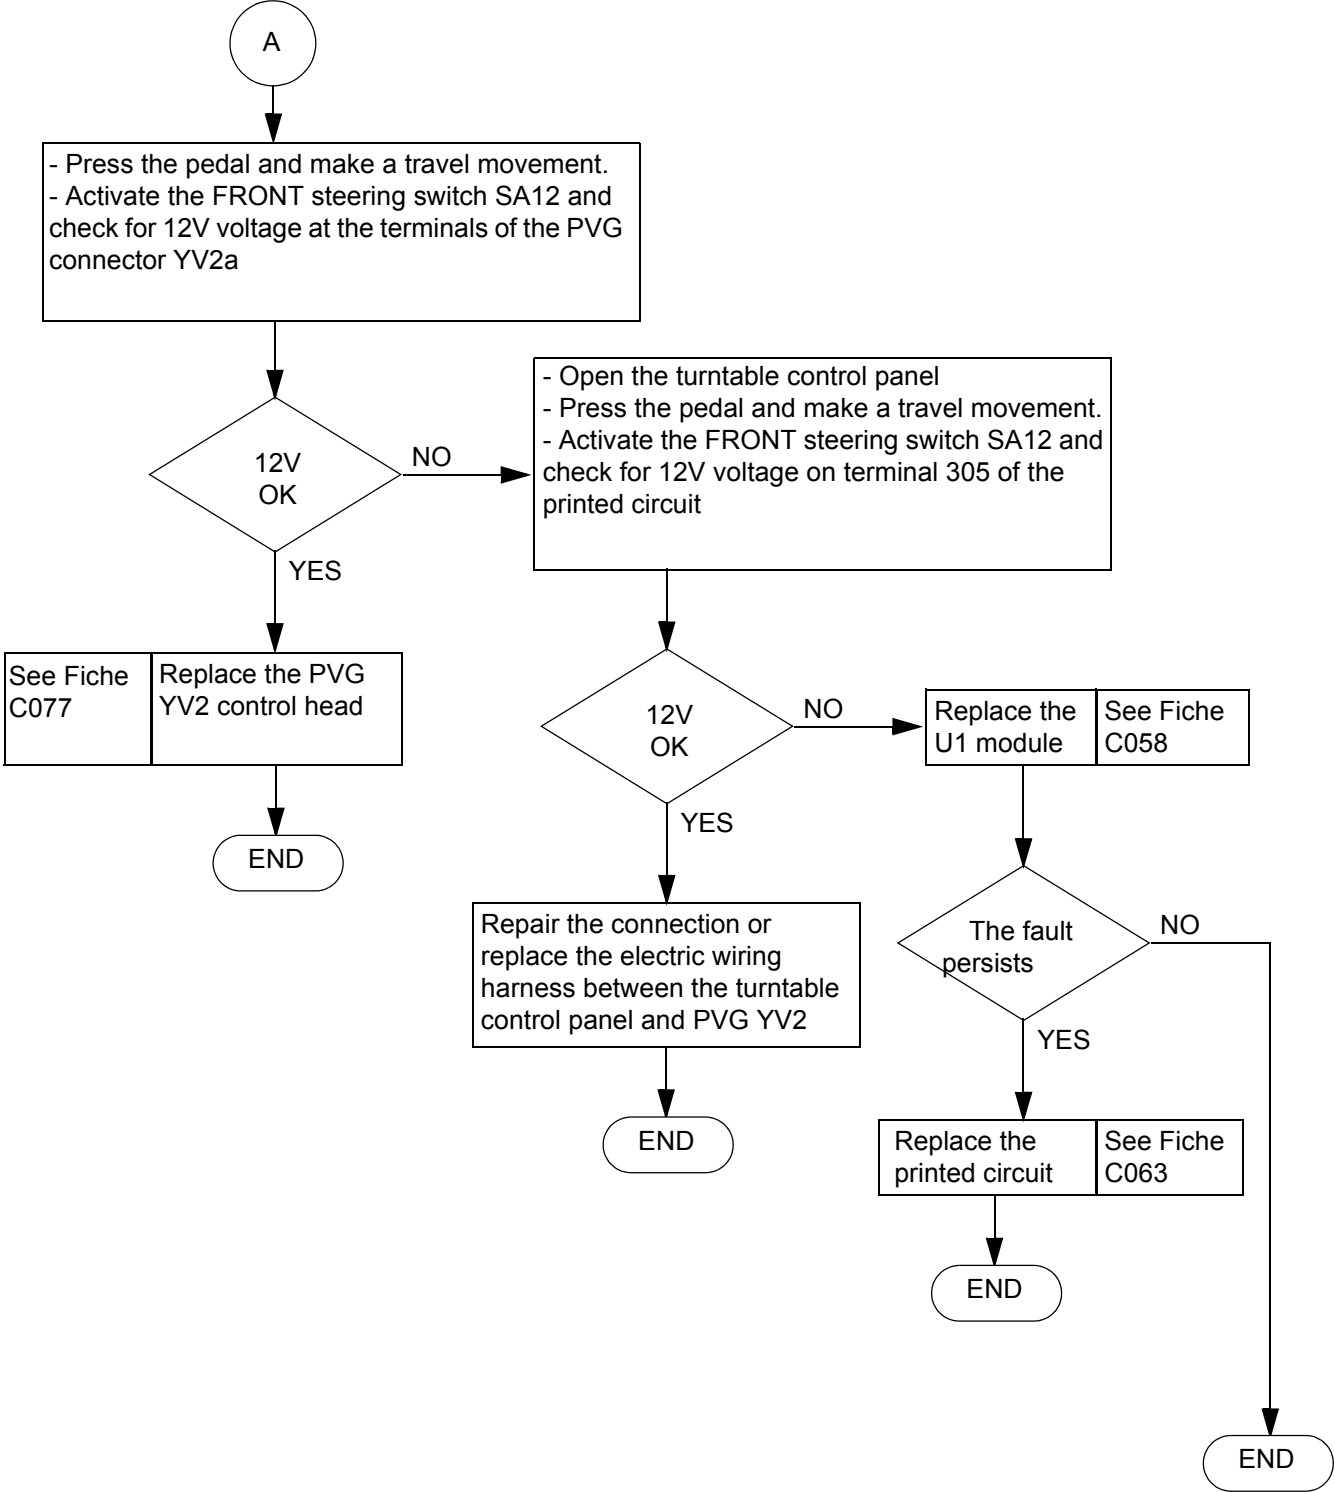 A
- Press the pedal and make a travel movement.
- Activate the FRONT steering switch SA12 and
check for 12V voltage at the terminals of the PVG
connector YV2a
12V
OK
NO
YES
- Open the turntable control panel
- Press the pedal and make a travel movement.
- Activate the FRONT steering switch SA12 and
check for 12V voltage on terminal 305 of the
printed circuit
See Fiche
C077
Replace the PVG
YV2 control head
END
12V
OK
NO
YES
Replace the
U1 module
See Fiche
C058
Repair the connection or
replace the electric wiring
harness between the turntable
control panel and PVG YV2
END
The fault
persists
NO
YES
Replace the
printed circuit
See Fiche
C063
END
END